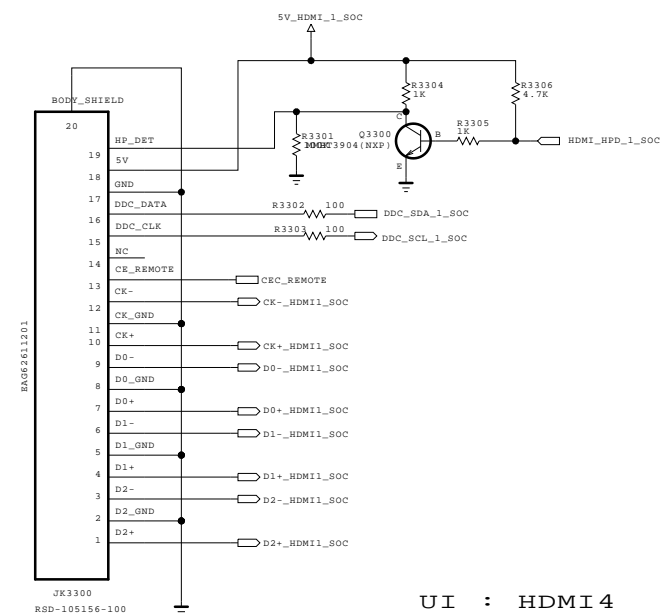 5V_HDMI_1_SOC
BODY_SHIELD
20
R3304
1K
R3306
4.7K
R3305
1K
C
Q3300
B
E
R3301
MMBT3904(NXP)
HDMI_HPD_1_SOC
HP_DET
19
5V
18
GND
17
DDC_DATA
R3302 100
DDC_SDA_1_SOC
16
DDC_CLK
R3303 100
DDC_SCL_1_SOC
15
NC
14
CE_REMOTE
CEC_REMOTE
13
CK-
CK-_HDMI1_SOC
12
CK_GND
11
CK+
10
CK+_HDMI1_SOC
D0-
9
D0-_HDMI1_SOC
D0_GND
8
D0+
7
D0+_HDMI1_SOC
D1-
6
D1-_HDMI1_SOC
D1_GND
5
D1+
4
D1+_HDMI1_SOC
D2-
3
D2-_HDMI1_SOC
D2_GND
2
D2+
1
D2+_HDMI1_SOC
EAG62611201
JK3300
RSD-105156-100
UI : HDMI4